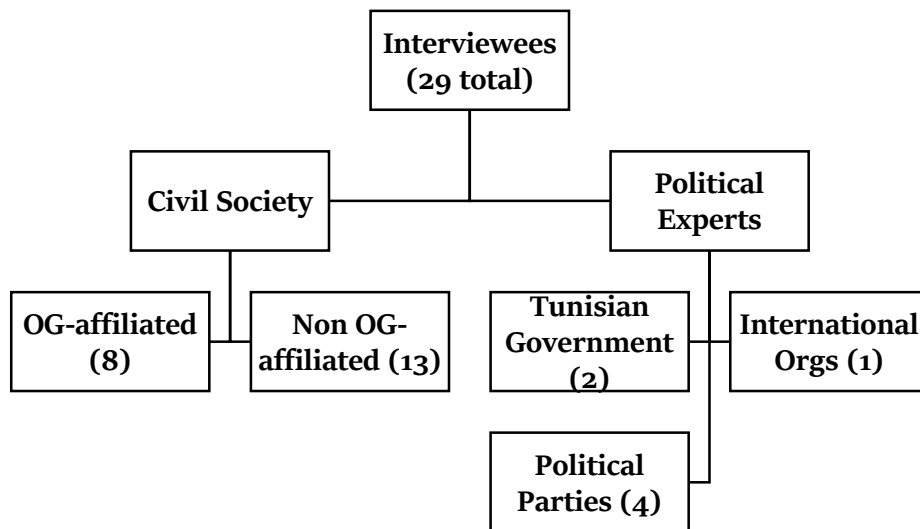 Interviewees
(29 total)
Civil Society
Political
Experts
OG-affiliated
(8)
Non OG-
affiliated (13)
Tunisian
Government
(2)
International
Orgs (1)
Political
Parties (4)